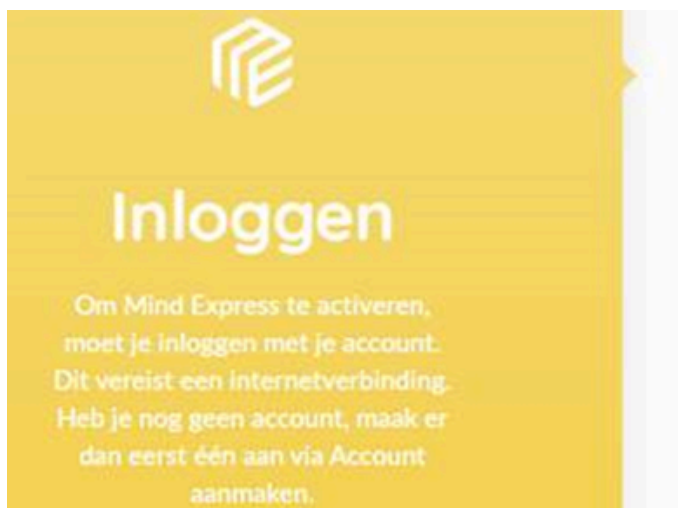 Inloggen
Om Mind Express te activeren,
moet je inloggen met je account.
Dit vereist een internetverbinding.
Heb je nog geen account, maak er
dan eerst één aan via Account
aanmaken.